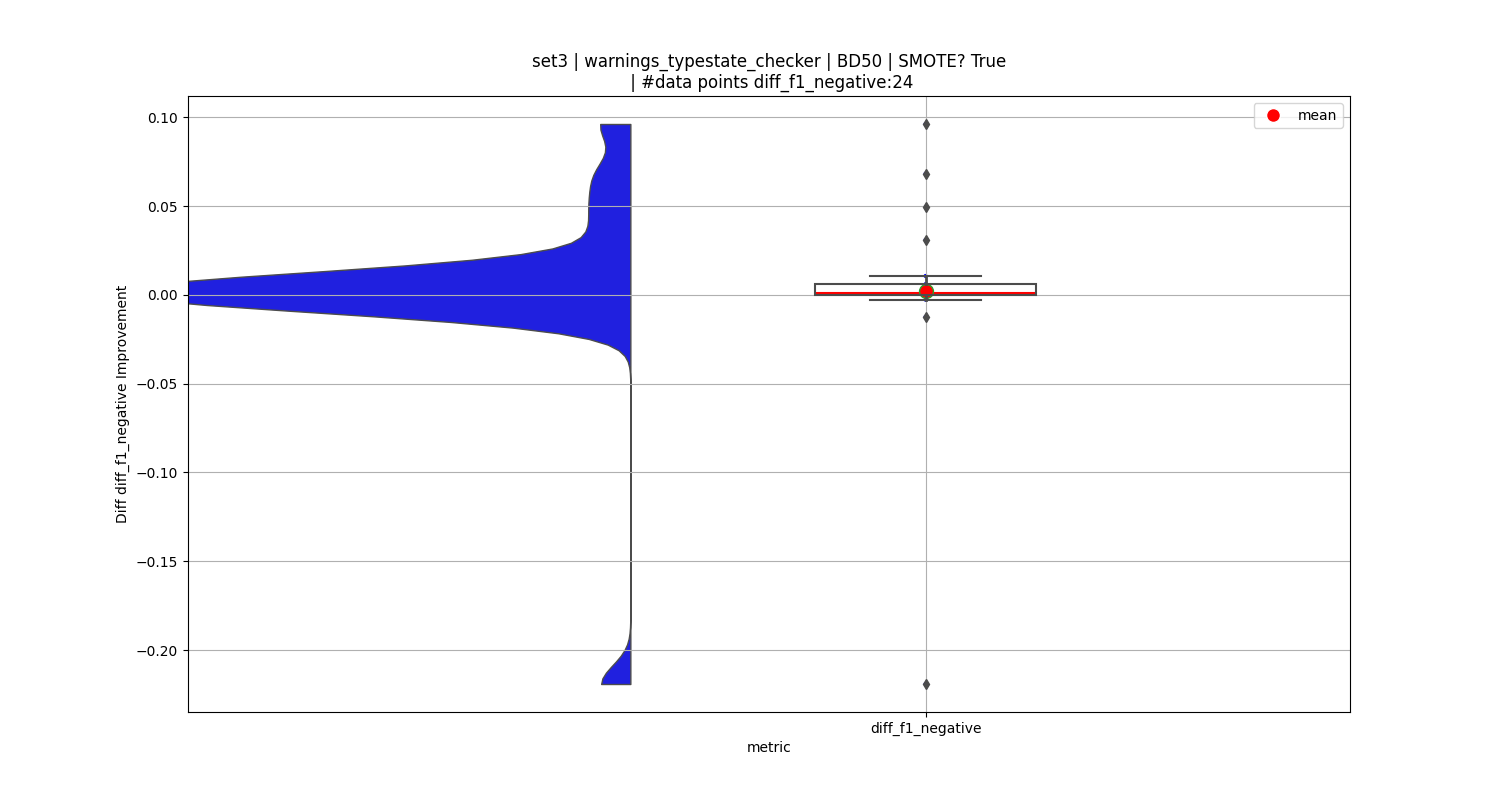 set3 | warnings_typestate_checker | BD50 | SMOTE? True
| #data points diff_f1_negative:24
mean
0.10
0.05
0.00
−0.05
−0.10
−0.15
−0.20
Diff diff_f1_negative Improvement
diff_f1_negative
metric